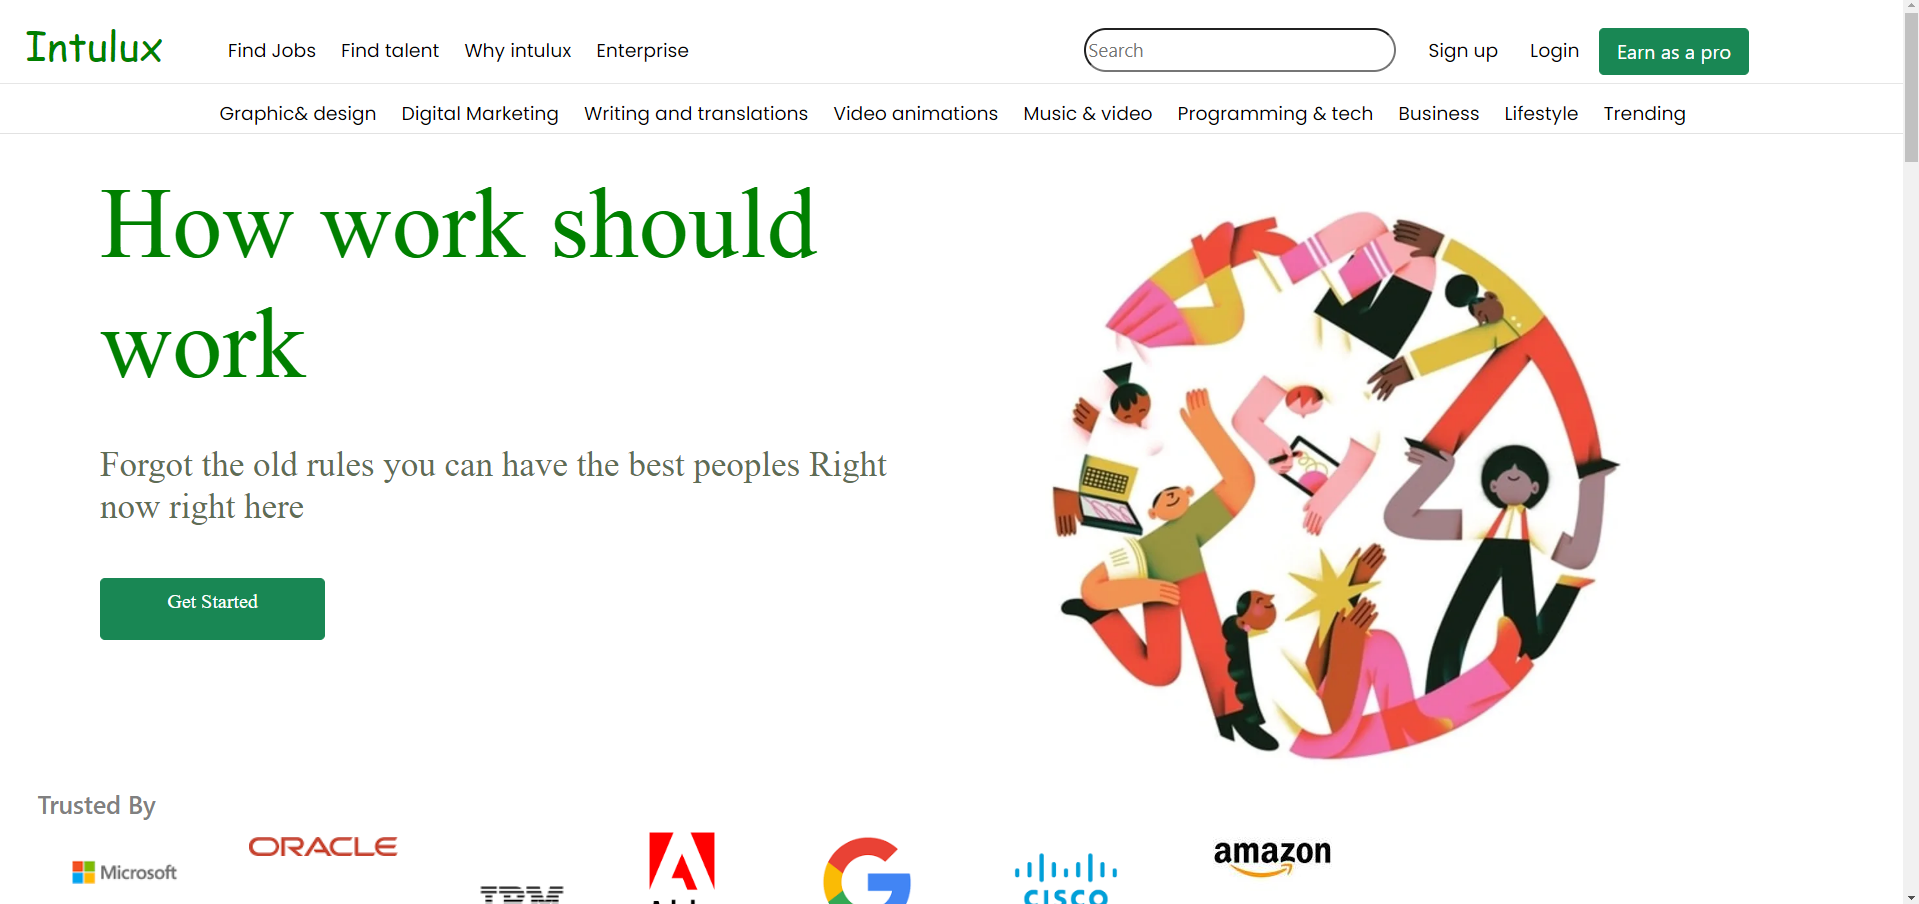 Intulux
Find Jobs Find talent Why intulux Enterprise
Search
Sign up Login Earn as a pro
Graphic& design Digital Marketing Writing and translations Video animations Music & video Programming & tech Business Lifestyle Trending
How work should
work
Forgot the old rules you can have the best peoples Right
now right here
Get Started
Trusted By
Microsoft
ORACLE
IBM
CISCO
amazon